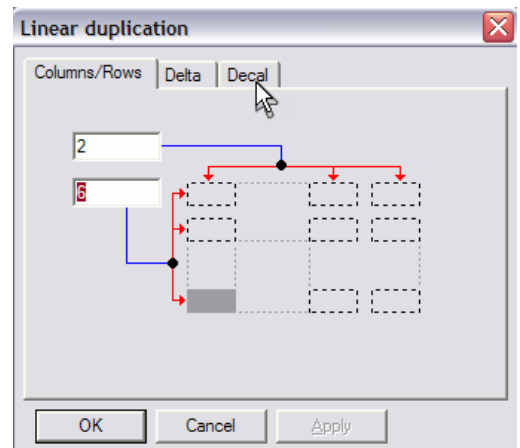 Linear duplication
Columns/Rows Delta Decal
2
6
OK Cancel Apply